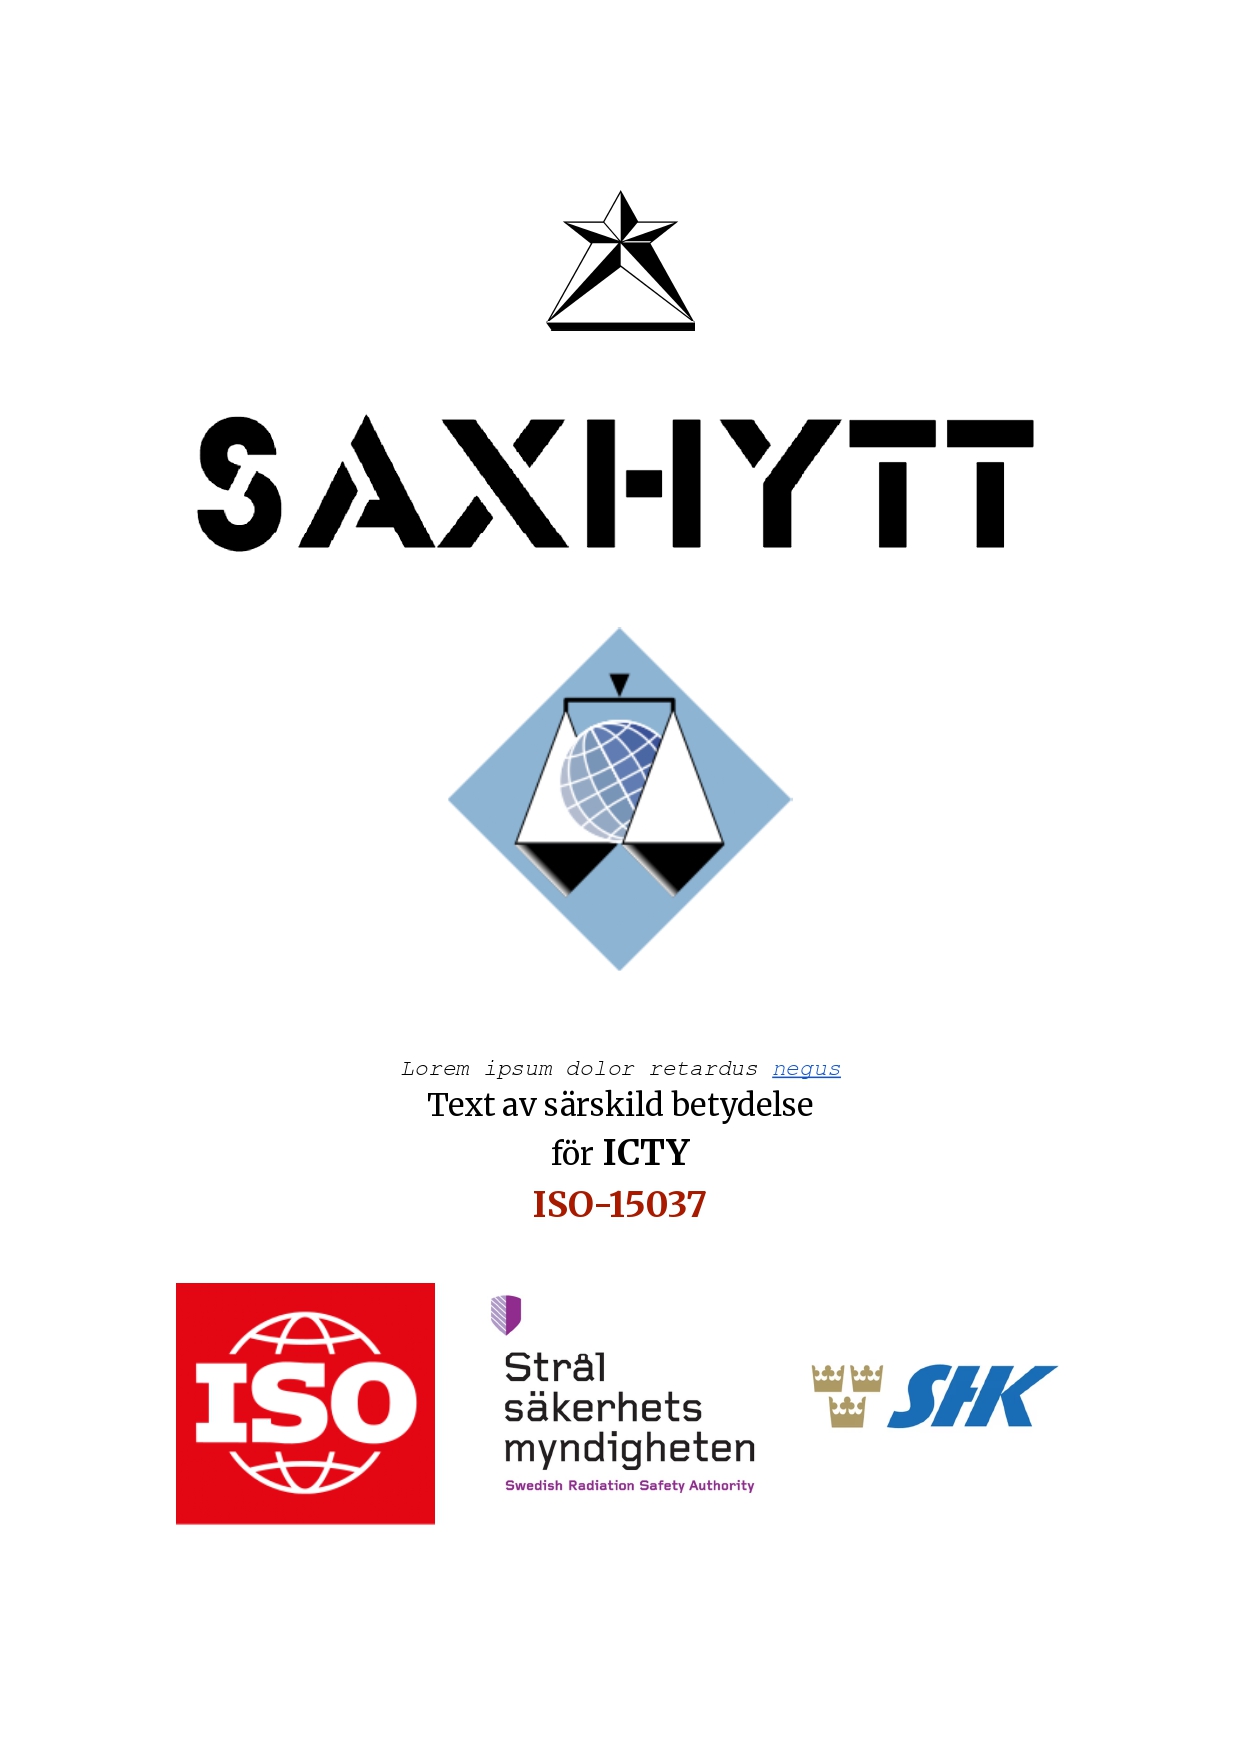 SAXHYTT
Lorem ipsum dolor retardus negus
Text av särskild betydelse
för ICTY
ISO-15037
ISO
Strål
säkerhets
myndigheten
Swedish Radiation Safety Authority
SHK